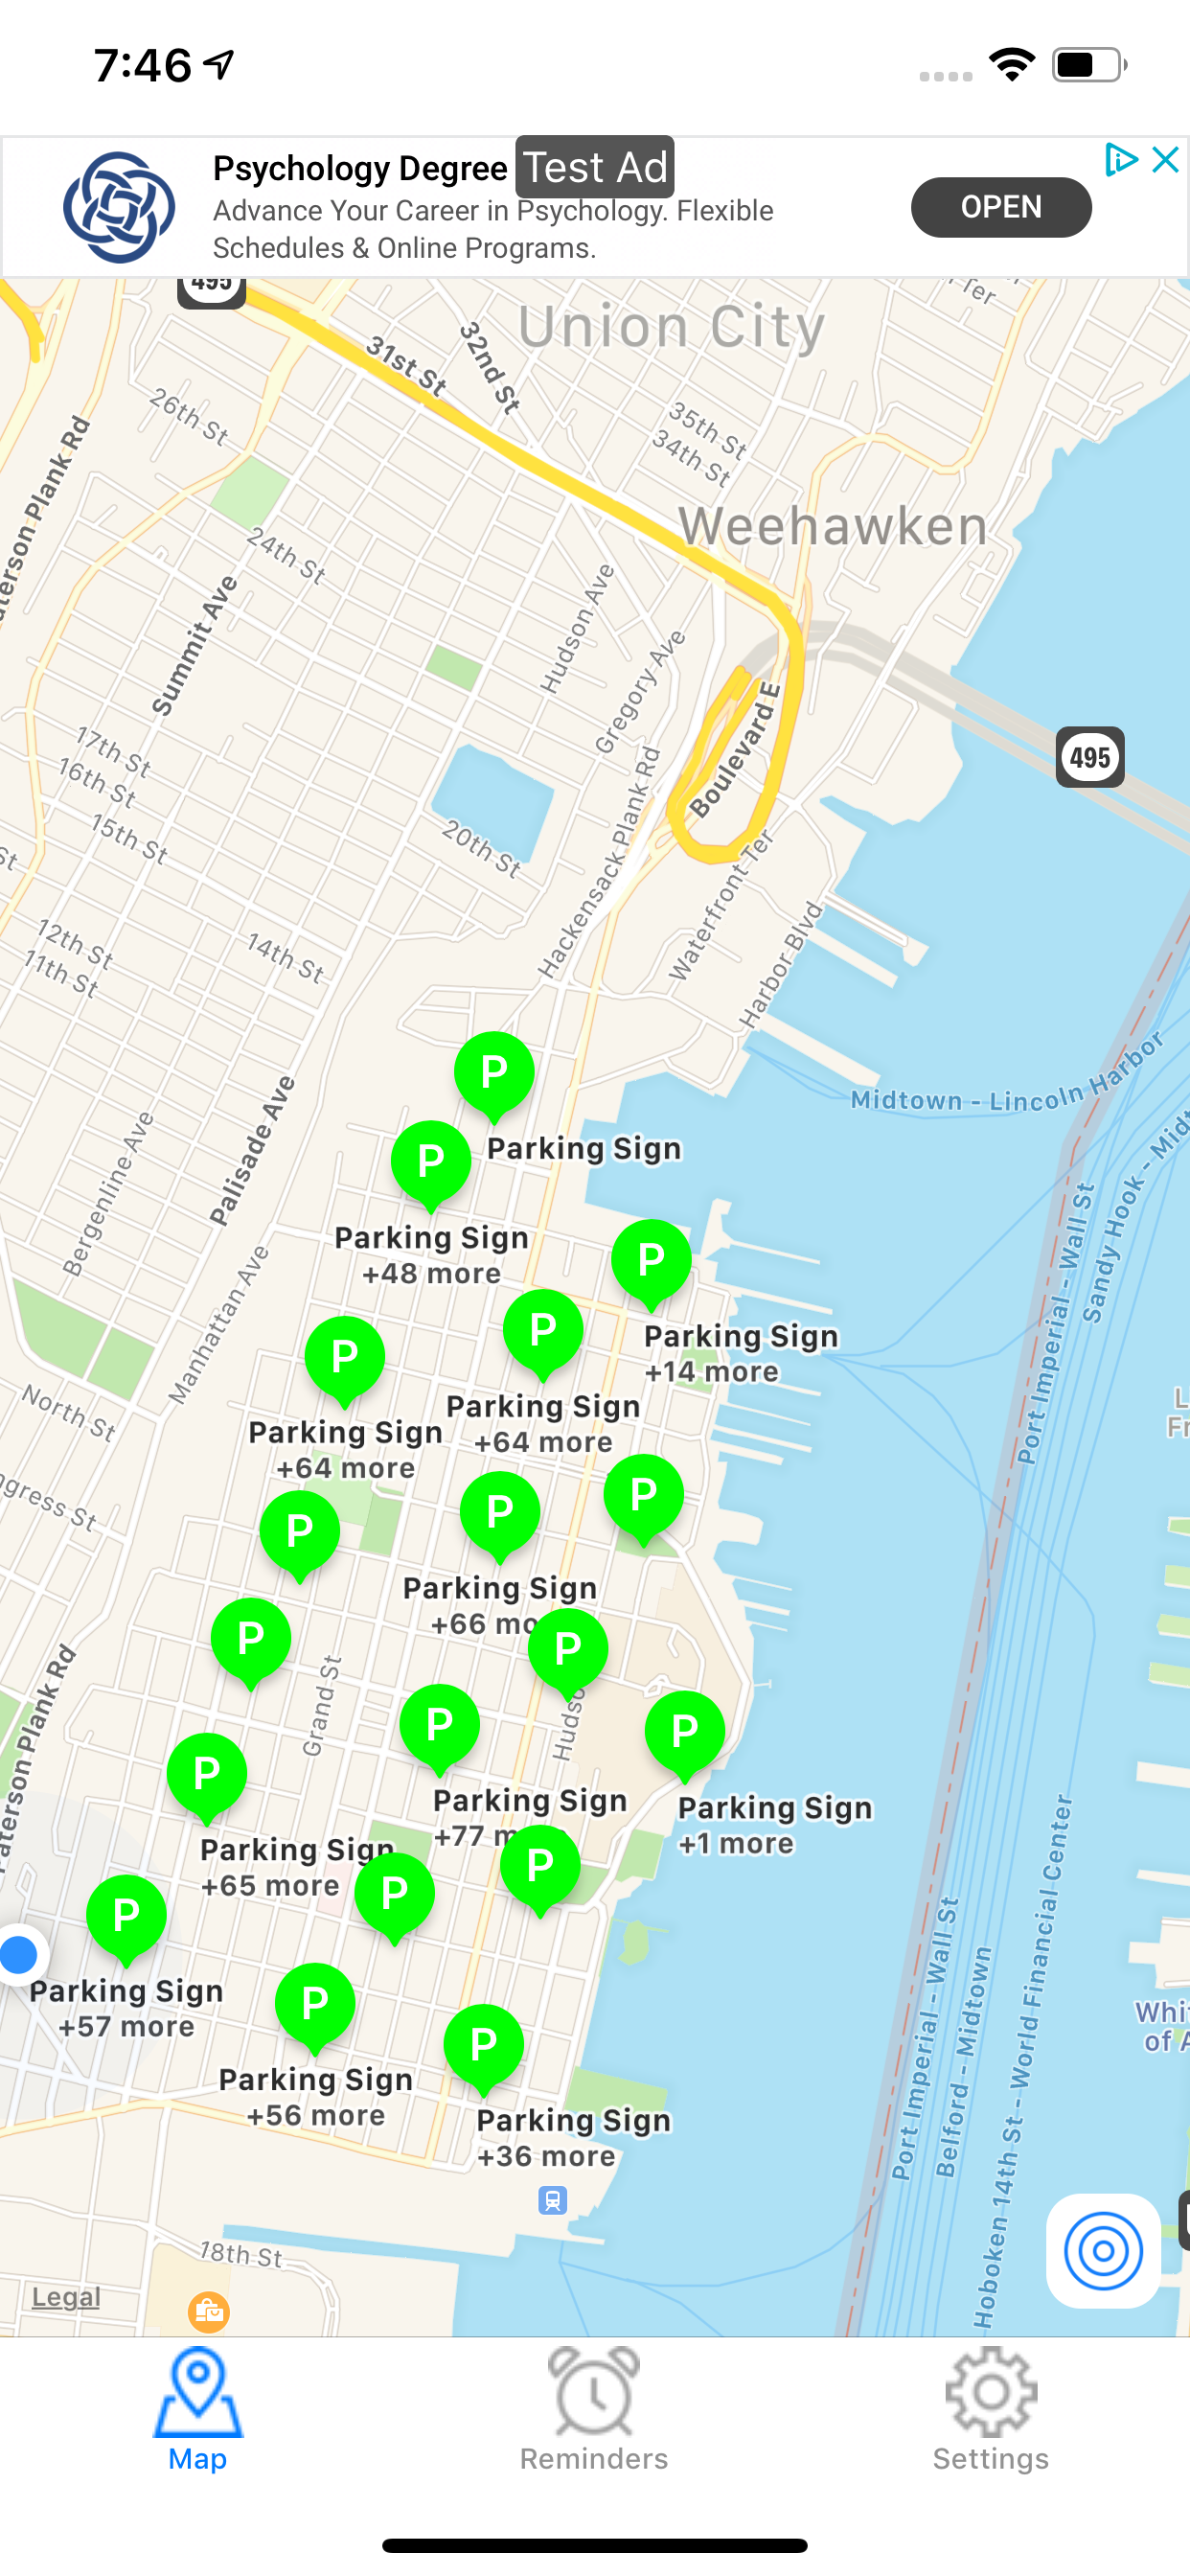 7:46
Psychology Degree
Test Ad
Advance Your Career in Psychology. Flexible
Schedules & Online Programs.
OPEN
495
Union City
31st St
32nd St
26th St
35th St
34th St
Weehawken
24th St
Summit Ave
Hudson Ave
Gregory Ave
Boulevard E
495
17th St
16th St
15th St
20th St
Hackensack Plank Rd
Waterfront Ter
Harbor Blvd
12th St
11th St
14th St
Midtown - Lincoln Harbor
Bergenline Ave
Palisade Ave
Manhattan Ave
North St
P
Parking Sign
P
Parking Sign
+48 more
P
Parking Sign
+14 more
P
Parking Sign
+64 more
P
Parking Sign
+64 more
Port Imperial - Wall St
Sandy Hook - Midt
P
P
Parking Sign
+66 mo
P
P
P
Grand St
Hudso
P
Parking Sign
+77 m
P
Parking Sign
+1 more
P
Parking Sign
+65 more
P
P
P
Parking Sign
+57 more
P
Parking Sign
+56 more
P
Parking Sign
+36 more
Port Imperial - Wall St
Belford - Midtown
Hoboken 14th St - World Financial Center
Whi
of A
18th St
Legal
Map
Reminders
Settings